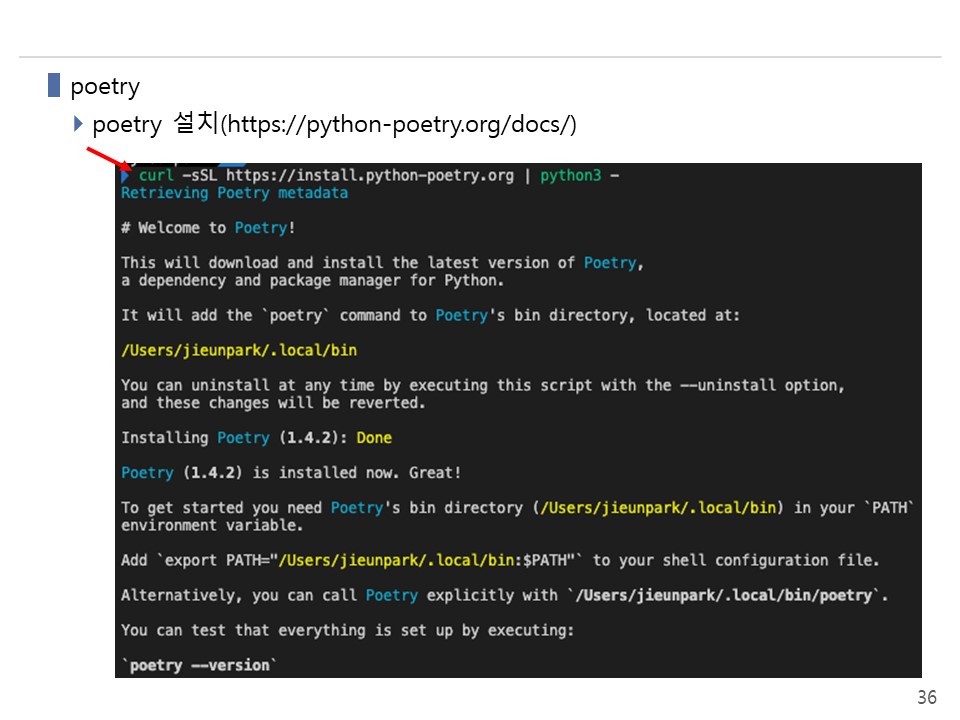 poetry
poetry 설치(https://python-poetry.org/docs/)
curl -sSL https://install.python-poetry.org | python3 -
Retrieving Poetry metadata
# Welcome to Poetry!
This will download and install the latest version of Poetry,
a dependency and package manager for Python.
It will add the `poetry` command to Poetry's bin directory, located at:
/Users/jieunpark/.local/bin
You can uninstall at any time by executing this script with the --uninstall option,
and these changes will be reverted.
Installing Poetry (1.4.2): Done
Poetry (1.4.2) is installed now. Great!
To get started you need Poetry's bin directory (/Users/jieunpark/.local/bin) in your `PATH`
environment variable.
Add `export PATH="/Users/jieunpark/.local/bin:$PATH"` to your shell configuration file.
Alternatively, you can call Poetry explicitly with `/Users/jieunpark/.local/bin/poetry`.
You can test that everything is set up by executing:
`poetry --version`
36